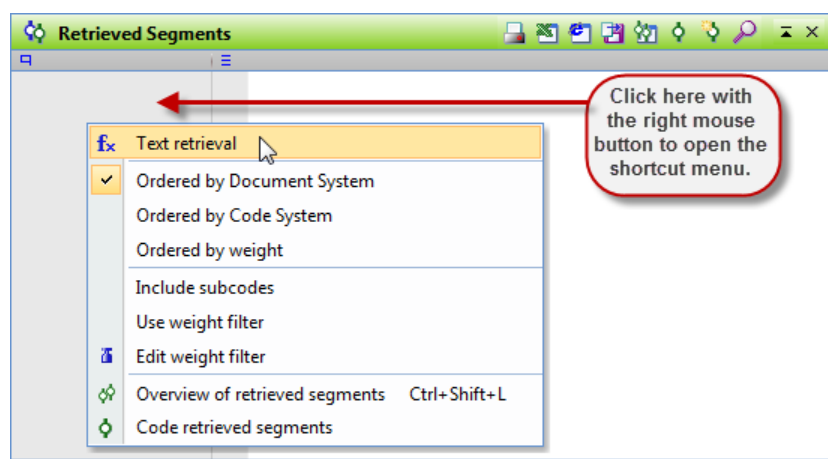 Retrieved Segments
Click here with
the right mouse
button to open the
shortcut menu.
fx Text retrieval
Ordered by Document System
Ordered by Code System
Ordered by weight
Include subcodes
Use weight filter
Edit weight filter
Overview of retrieved segments Ctrl+Shift+L
Code retrieved segments